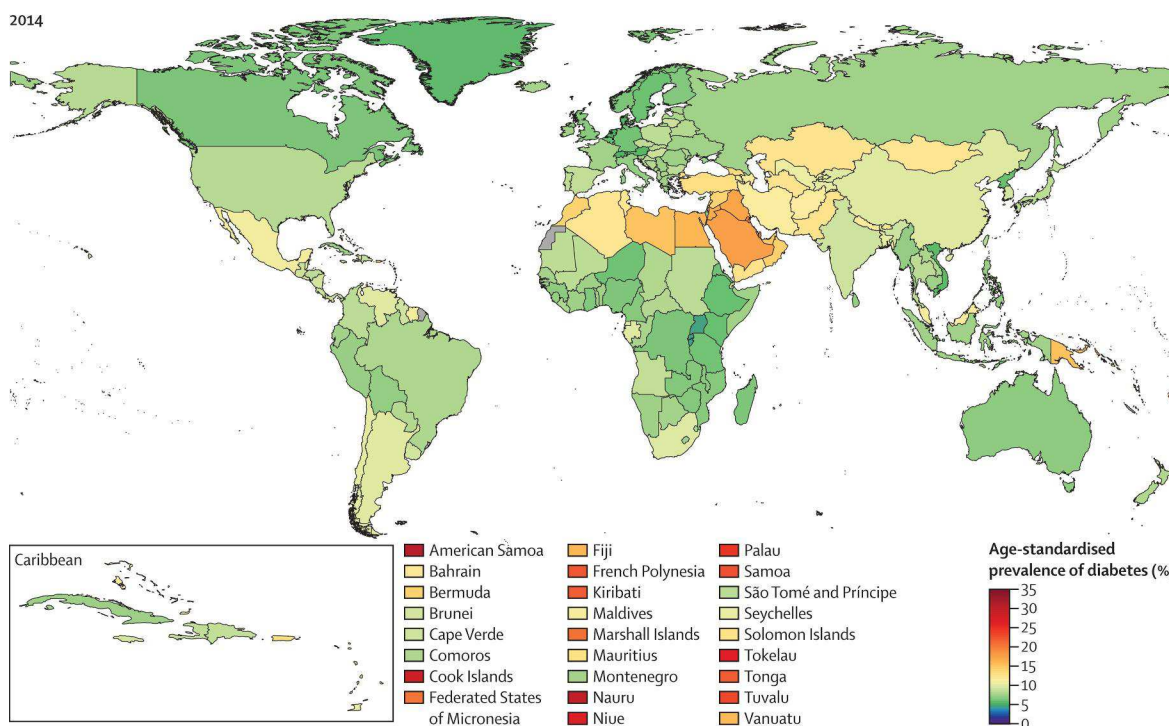 2014
Caribbean
American Samoa
Bahrain
Bermuda
Brunei
Cape Verde
Comoros
Cook Islands
Federated States
of Micronesia
Fiji
French Polynesia
Kiribati
Maldives
Marshall Islands
Mauritius
Montenegro
Nauru
Niue
Palau
Samoa
São Tomé and Príncipe
Seychelles
Solomon Islands
Tokelau
Tonga
Tuvalu
Vanuatu
Age-standardised
prevalence of diabetes (%
35
30
25
20
15
10
5
0